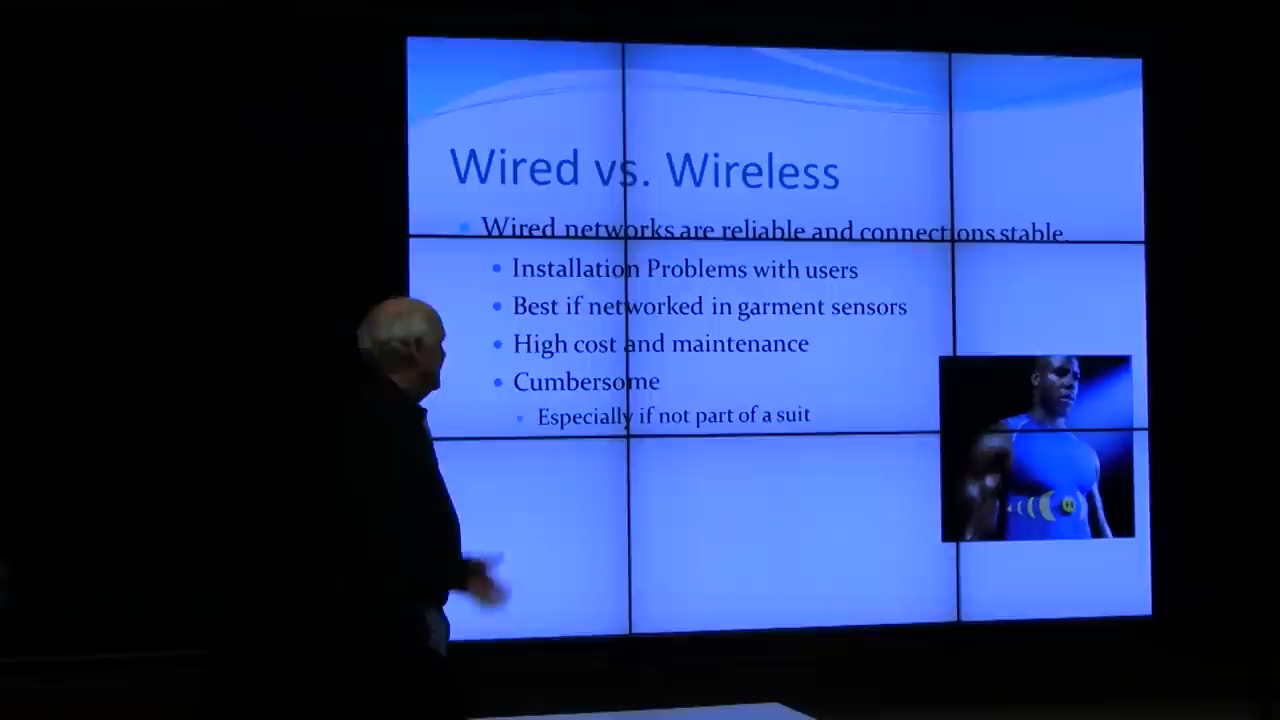 Wired vs. Wireless
Wired networks are reliable and connections stable.
Installation Problems with users
Best if networked in garment sensors
High cost and maintenance
Cumbersome
Especially if not part of a suit